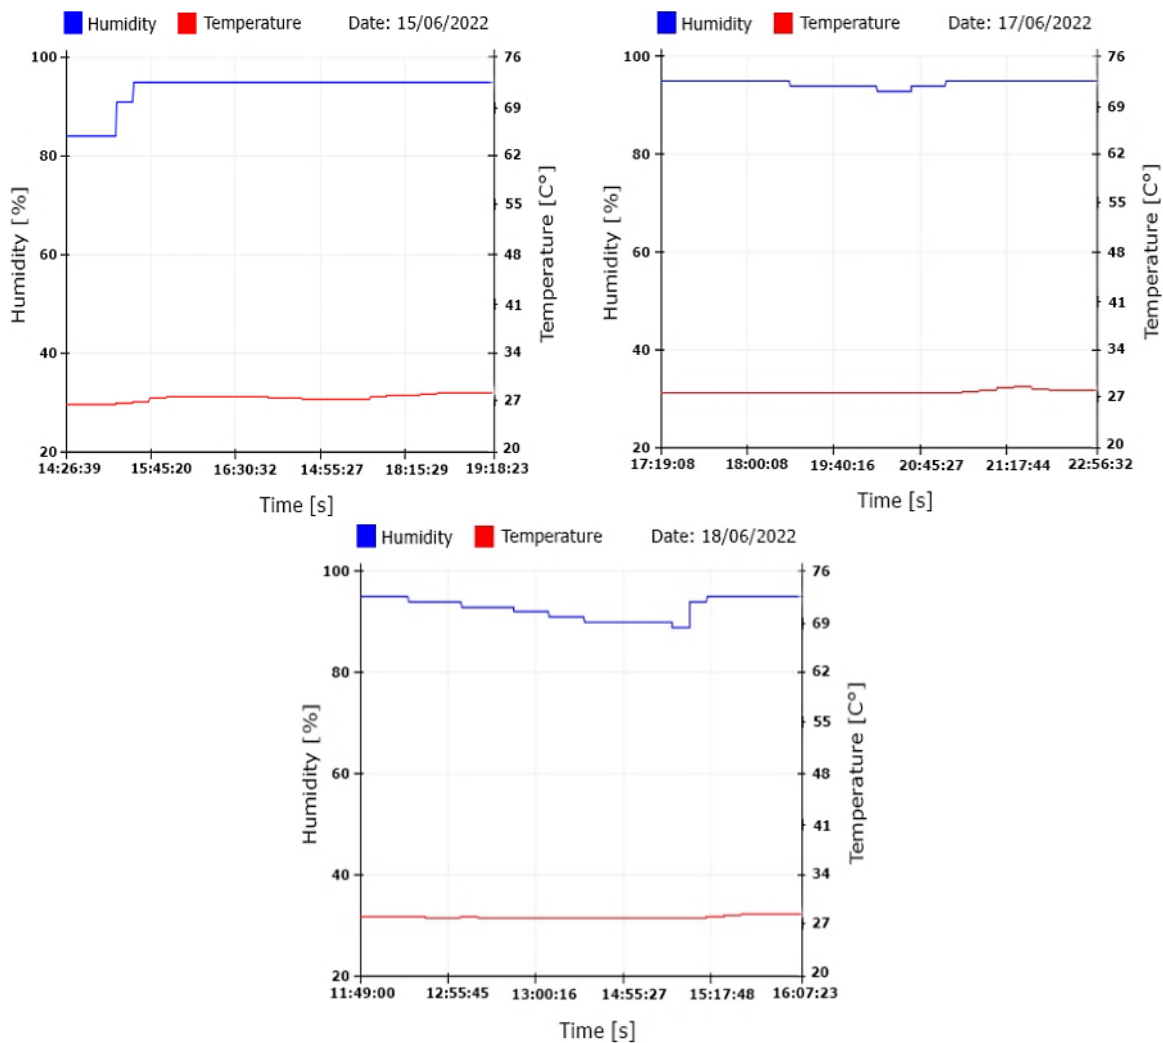 Humidity Temperature Date: 15/06/2022
100 76
69
80 62
55
60 48
41
40 34
27
20 20
Humidity [%]
Temperature [C°]
14:26:39 15:45:20 16:30:32 14:55:27 18:15:29 19:18:23
Time [s]
Humidity Temperature Date: 17/06/2022
100 76
69
80 62
55
60 48
41
40 34
27
20 20
Humidity [%]
Temperature [C°]
17:19:08 18:00:08 19:40:16 20:45:27 21:17:44 22:56:32
Time [s]
Humidity Temperature Date: 18/06/2022
100 76
69
80 62
55
60 48
41
40 34
27
20 20
Humidity [%]
Temperature [C°]
11:49:00 12:55:45 13:00:16 14:55:27 15:17:48 16:07:23
Time [s]